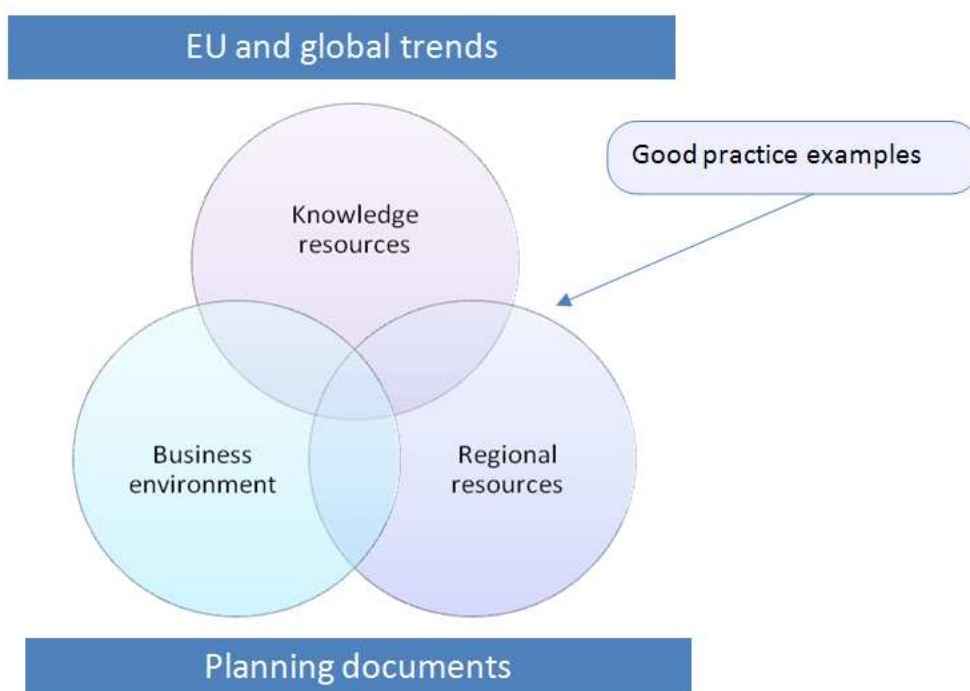 EU and global trends
Good practice examples
Knowledge
resources
Business
environment
Regional
resources
Planning documents